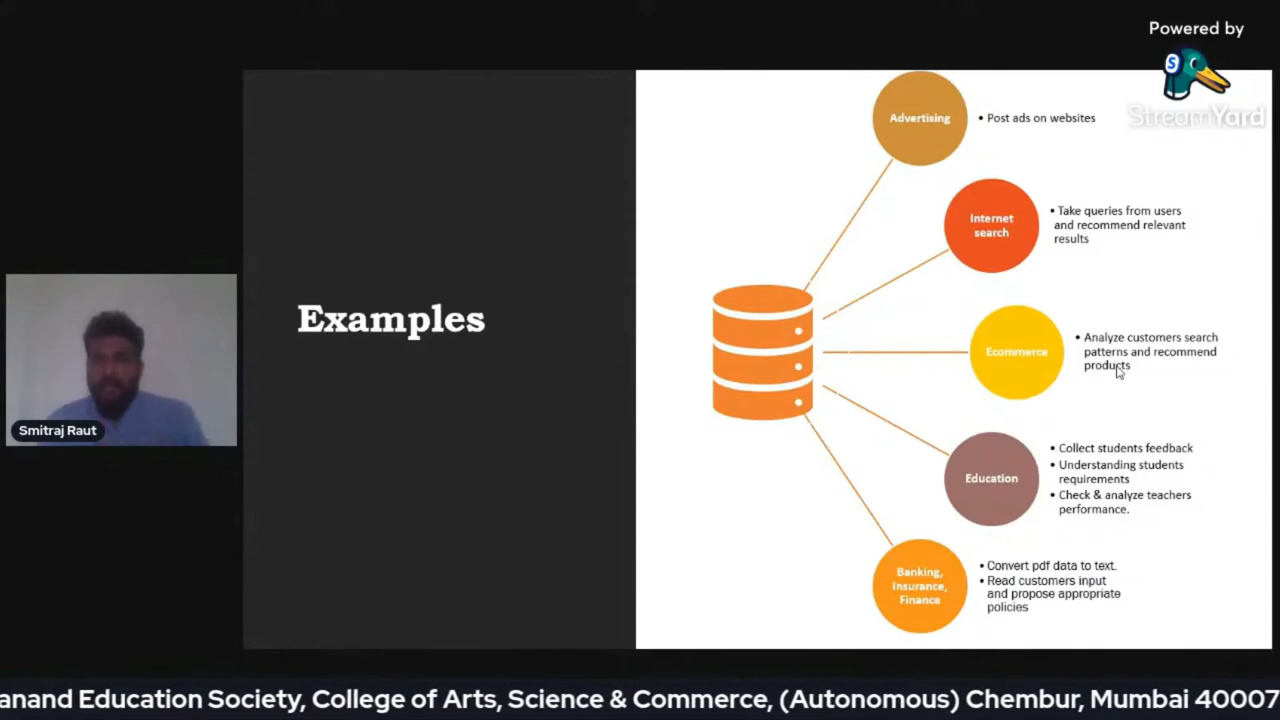 Powered by
StreamYard
Examples
Advertising
• Post ads on websites
Internet
search
• Take queries from users
and recommend relevant
results
Ecommerce
• Analyze customers search
patterns and recommend
products
Education
• Collect students feedback
• Understanding students
requirements
• Check & analyze teachers
performance.
Banking,
Insurance,
Finance
• Convert pdf data to text.
• Read customers input
and propose appropriate
policies
Smitraj Raut
anand Education Society, College of Arts, Science & Commerce, (Autonomous) Chembur, Mumbai 40007